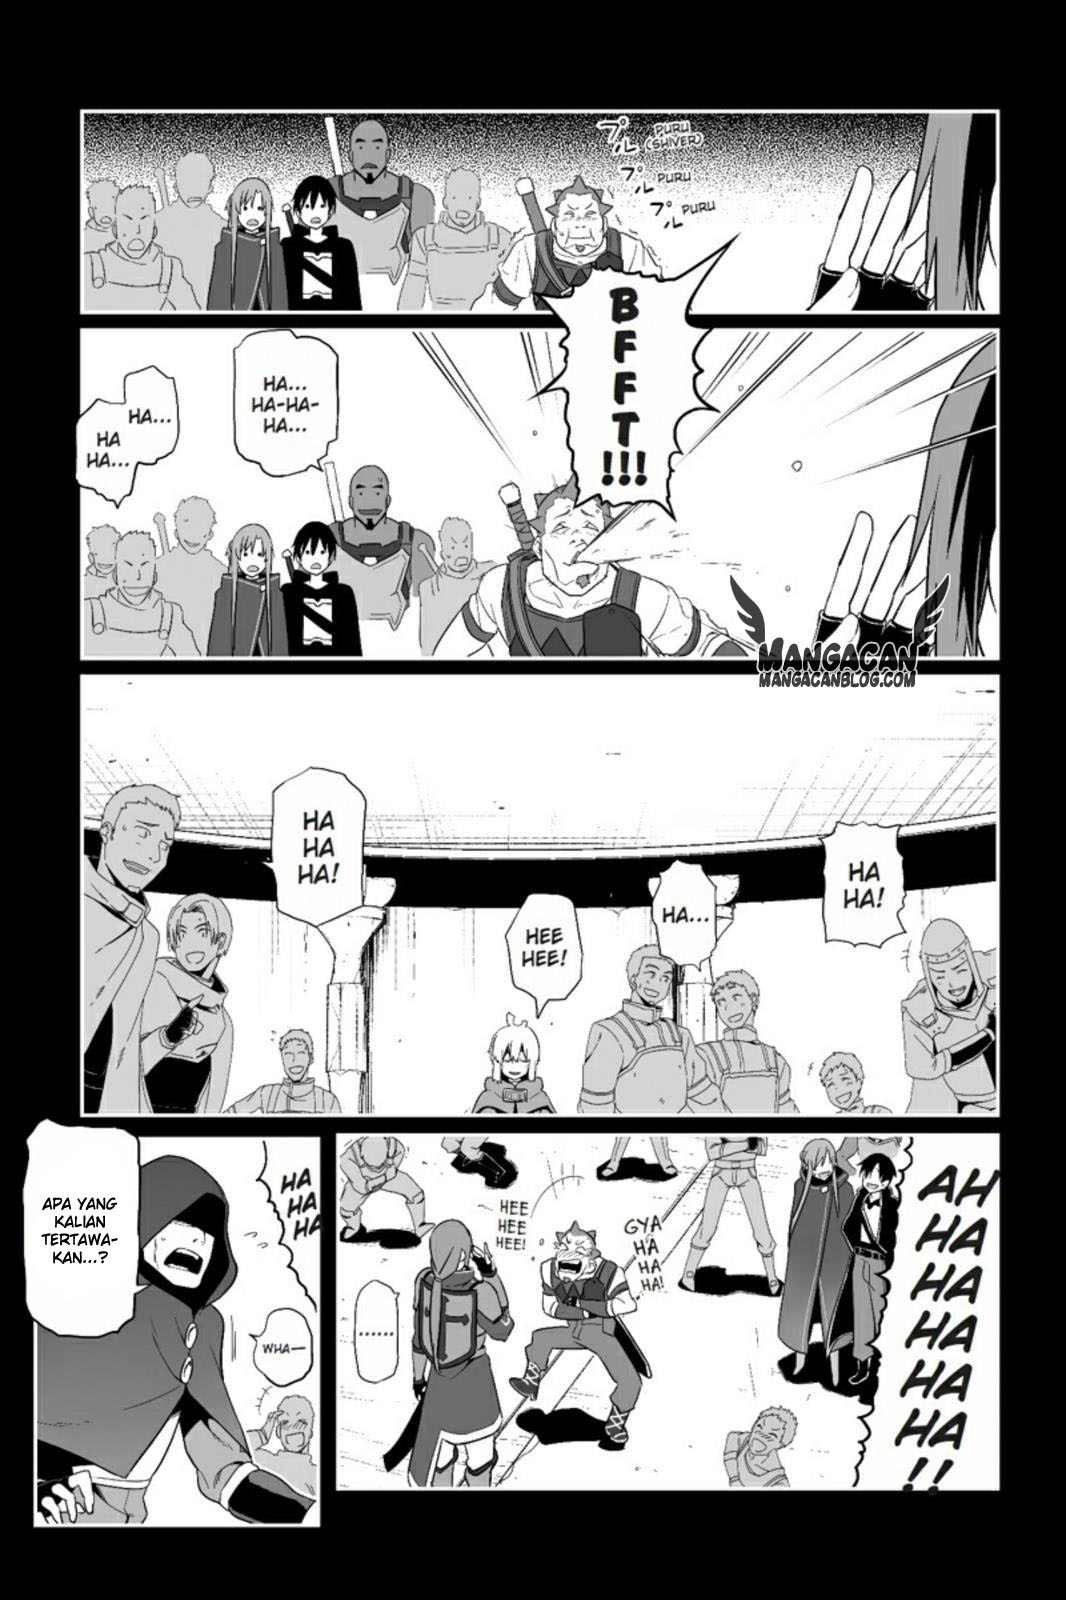 プル
PURU
(SHIVER)
プル
PURU
プル
PURU
BFFT!!!
HA...
HA-HA-
HA...
HA...
HA
HA...
MANGACAN
MANGACANBLOG.COM
HA
HA
HA!
HA
HA!
HA...
HEE
HEE!
AH
HA
HA
HA
HA
HA!!
GYA
HA
HA
HA!
HEE
HEE
HEE!
......
HA
HA
HA
APA YANG
KALIAN
TERTAWA-
KAN...?
WHA—